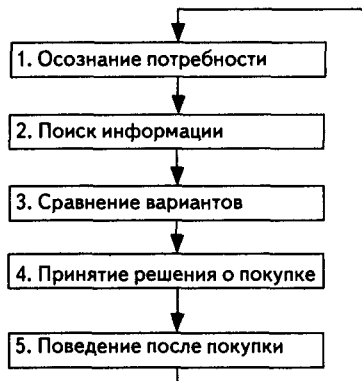 1. Осознание потребности
2. Поиск информации
3. Сравнение вариантов
4. Принятие решения о покупке
5. Поведение после покупки